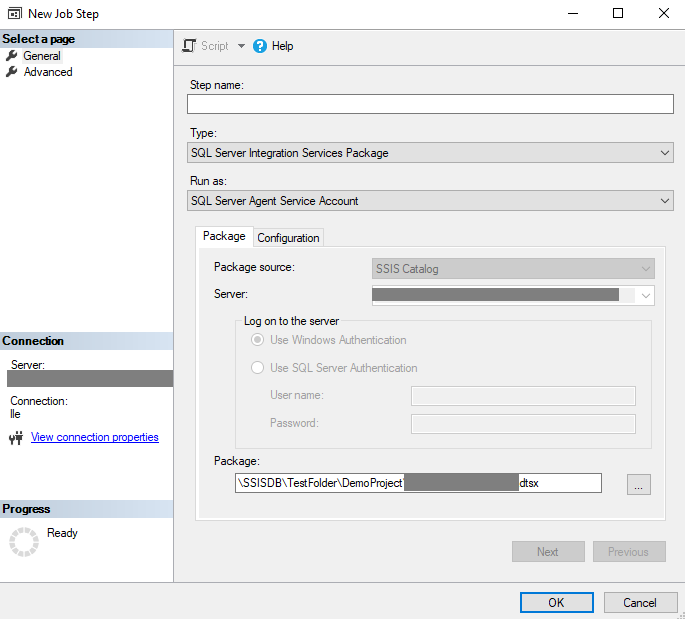 New Job Step
Select a page
General
Advanced
Script
Help
Step name:
Type:
SQL Server Integration Services Package
Run as:
SQL Server Agent Service Account
Package
Configuration
Package source:
SSIS Catalog
Server:
Log on to the server
Use Windows Authentication
Use SQL Server Authentication
User name:
Password:
Package:
\SSISDB\TestFolder\DemoProject\ dtsx
...
Next
Previous
Connection
Server:
Connection:
lle
View connection properties
Progress
Ready
OK
Cancel